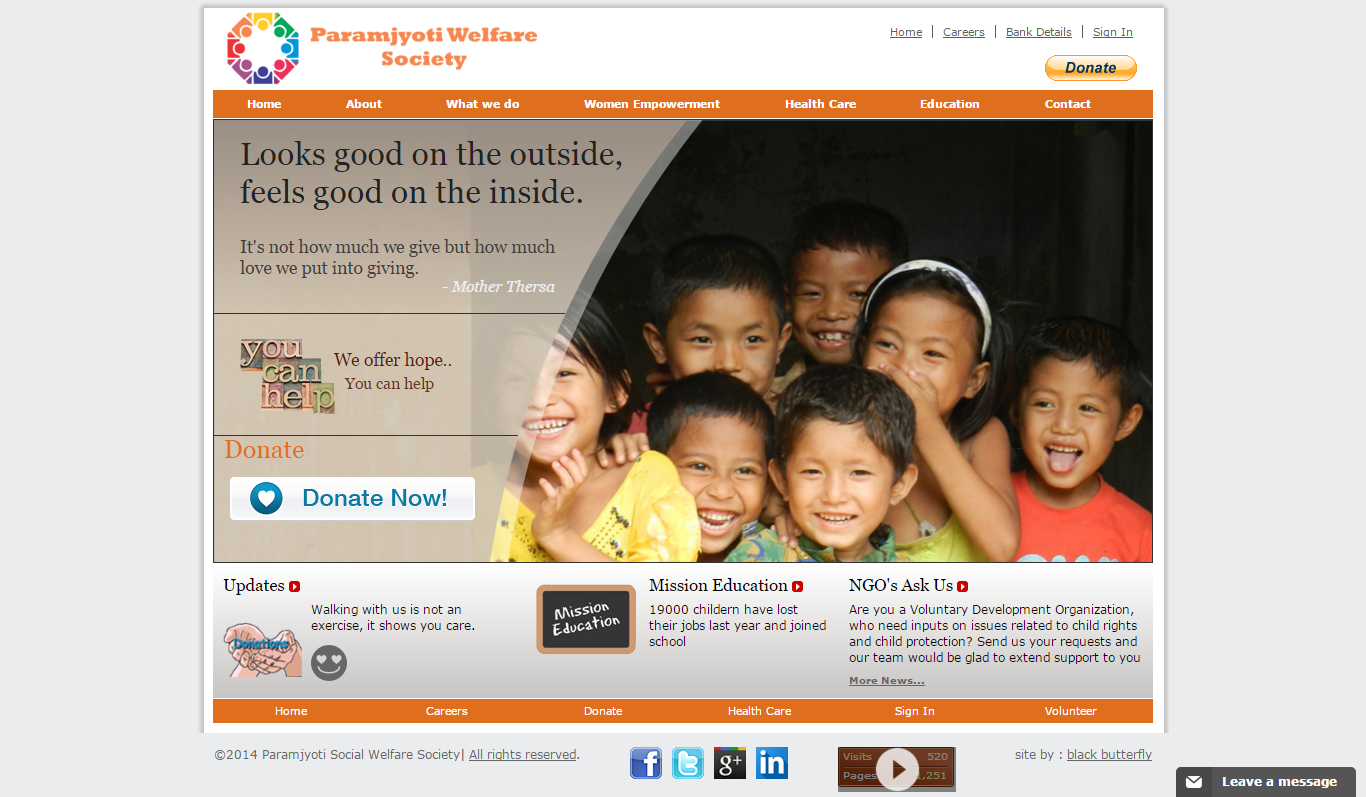 Paramjyoti Welfare
Society
Home Careers Bank Details Sign In
Donate
Home About What we do Women Empowerment Health Care Education Contact
Looks good on the outside,
feels good on the inside.
It's not how much we give but how much
love we put into giving.
- Mother Thersa
you
can
help
We offer hope..
You can help
Donate
Donate Now!
Updates
Walking with us is not an
exercise, it shows you care.
Donations
Mission
Education
Mission Education
19000 childern have lost
their jobs last year and joined
school
NGO's Ask Us
Are you a Voluntary Development Organization,
who need inputs on issues related to child rights
and child protection? Send us your requests and
our team would be glad to extend support to you
More News...
Home Careers Donate Health Care Sign In Volunteer
©2014 Paramjyoti Social Welfare Society| All rights reserved.
f t g+ in
Visits 520
Pages 1,251
site by : black butterfly
Leave a message